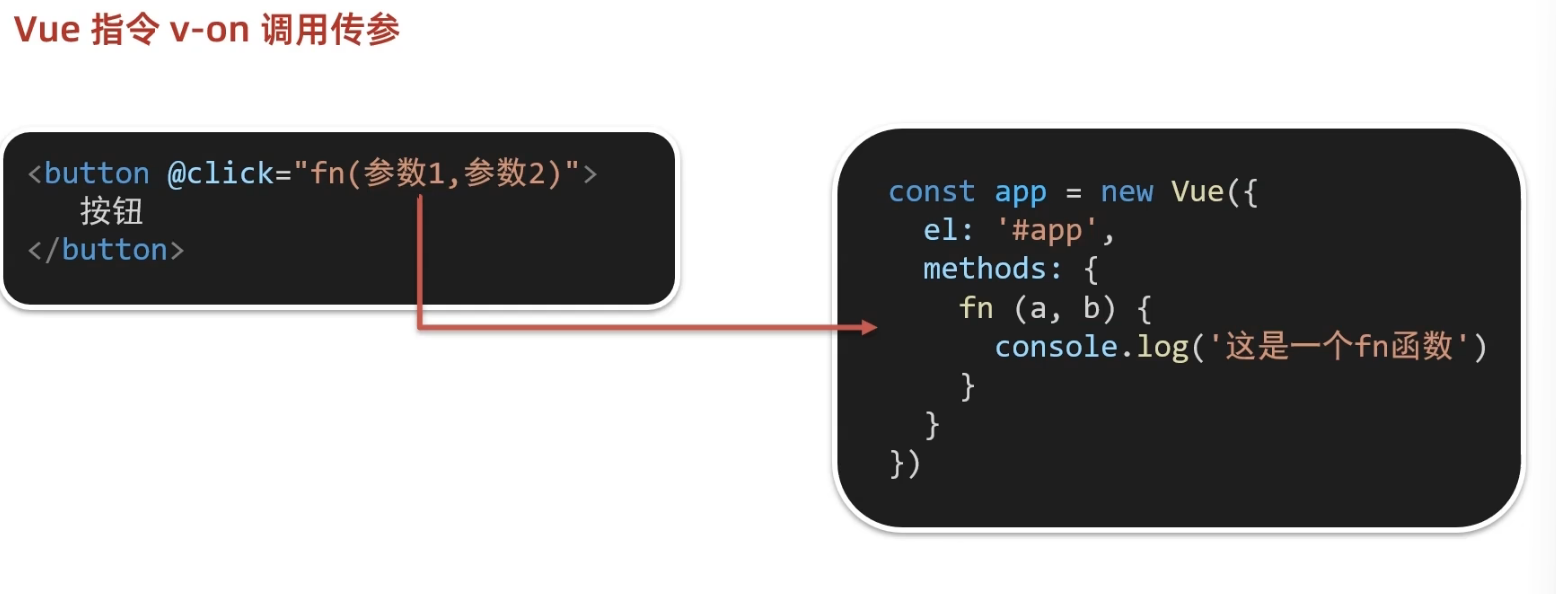 Vue 指令 v-on 调用传参
<button @click="fn(参数1,参数2)">
按钮
</button>
const app = new Vue({
el: '#app',
methods: {
fn (a, b) {
console.log('这是一个fn函数')
}
}
})